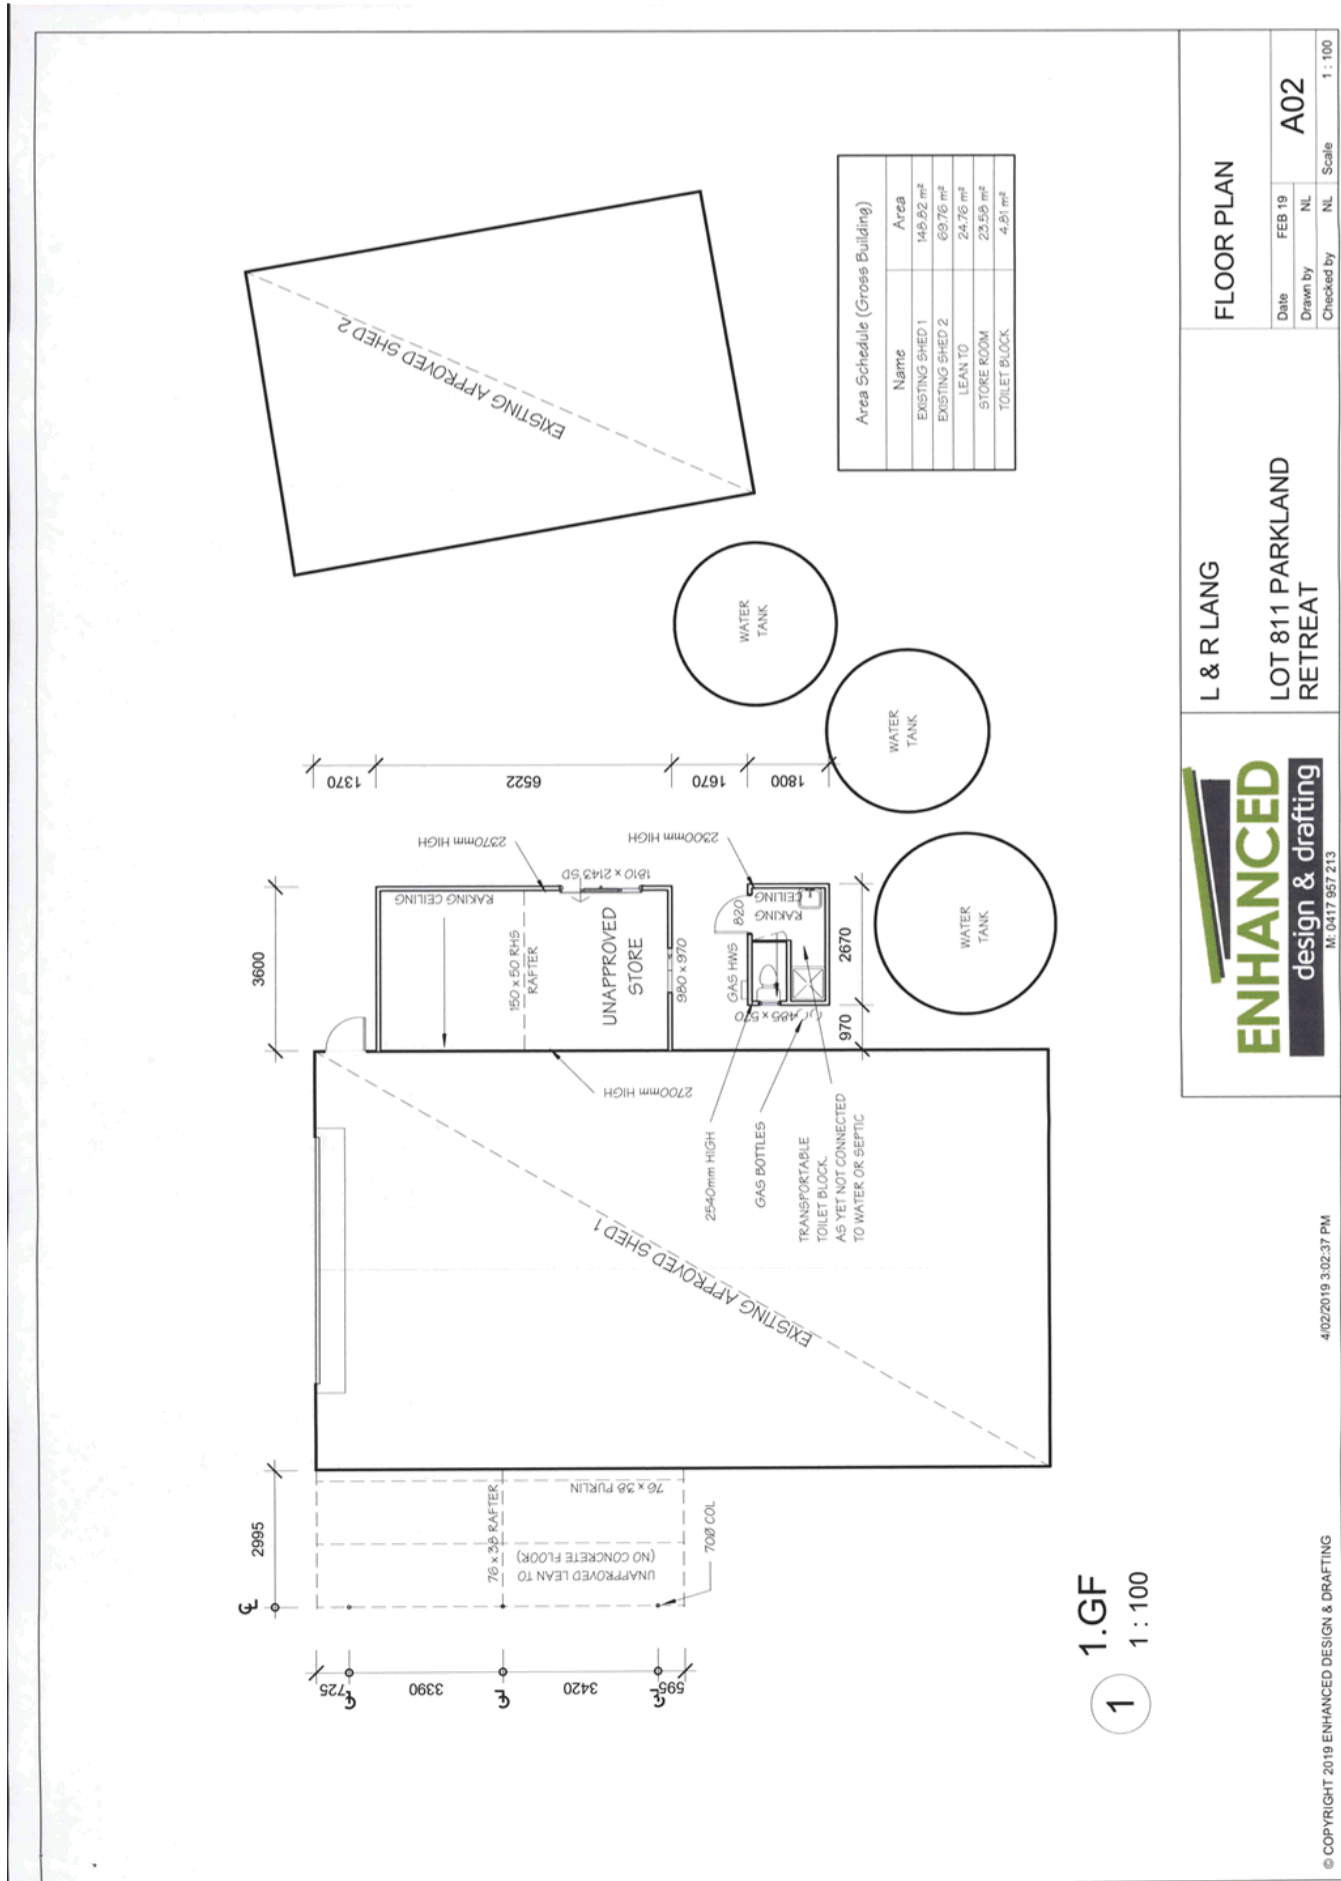 CL
2995
725
CL
3390
CL
3420
CL
595
76 x 38 RAFTER
76 x 38 PURLIN
UNAPPROVED LEAN TO
(NO CONCRETE FLOOR)
70Ø COL
EXISTING APPROVED SHED 1
2700mm HIGH
2540mm HIGH
GAS BOTTLES
TRANSPORTABLE
TOILET BLOCK.
AS YET NOT CONNECTED
TO WATER OR SEPTIC
3600
RAKING CEILING
150 x 50 RHS
RAFTER
UNAPPROVED
STORE
980 x 970
1810 x 2143 SD
2370mm HIGH
2300mm HIGH
GAS HWS
820
RAKING
CEILING
485 x 570
970
2670
1370
6522
1670
1800
WATER
TANK
WATER
TANK
WATER
TANK
EXISTING APPROVED SHED 2
Area Schedule (Gross Building)
Name Area
EXISTING SHED 1 148.82 m²
EXISTING SHED 2 69.76 m²
LEAN TO 24.76 m²
STORE ROOM 23.58 m²
TOILET BLOCK 4.81 m²
1 1.GF
1 : 100
ENHANCED
design & drafting
M: 0417 957 213
L & R LANG
LOT 811 PARKLAND
RETREAT
FLOOR PLAN
Date FEB 19
Drawn by NL
Checked by NL
A02
Scale 1 : 100
© COPYRIGHT 2019 ENHANCED DESIGN & DRAFTING
4/02/2019 3:02:37 PM